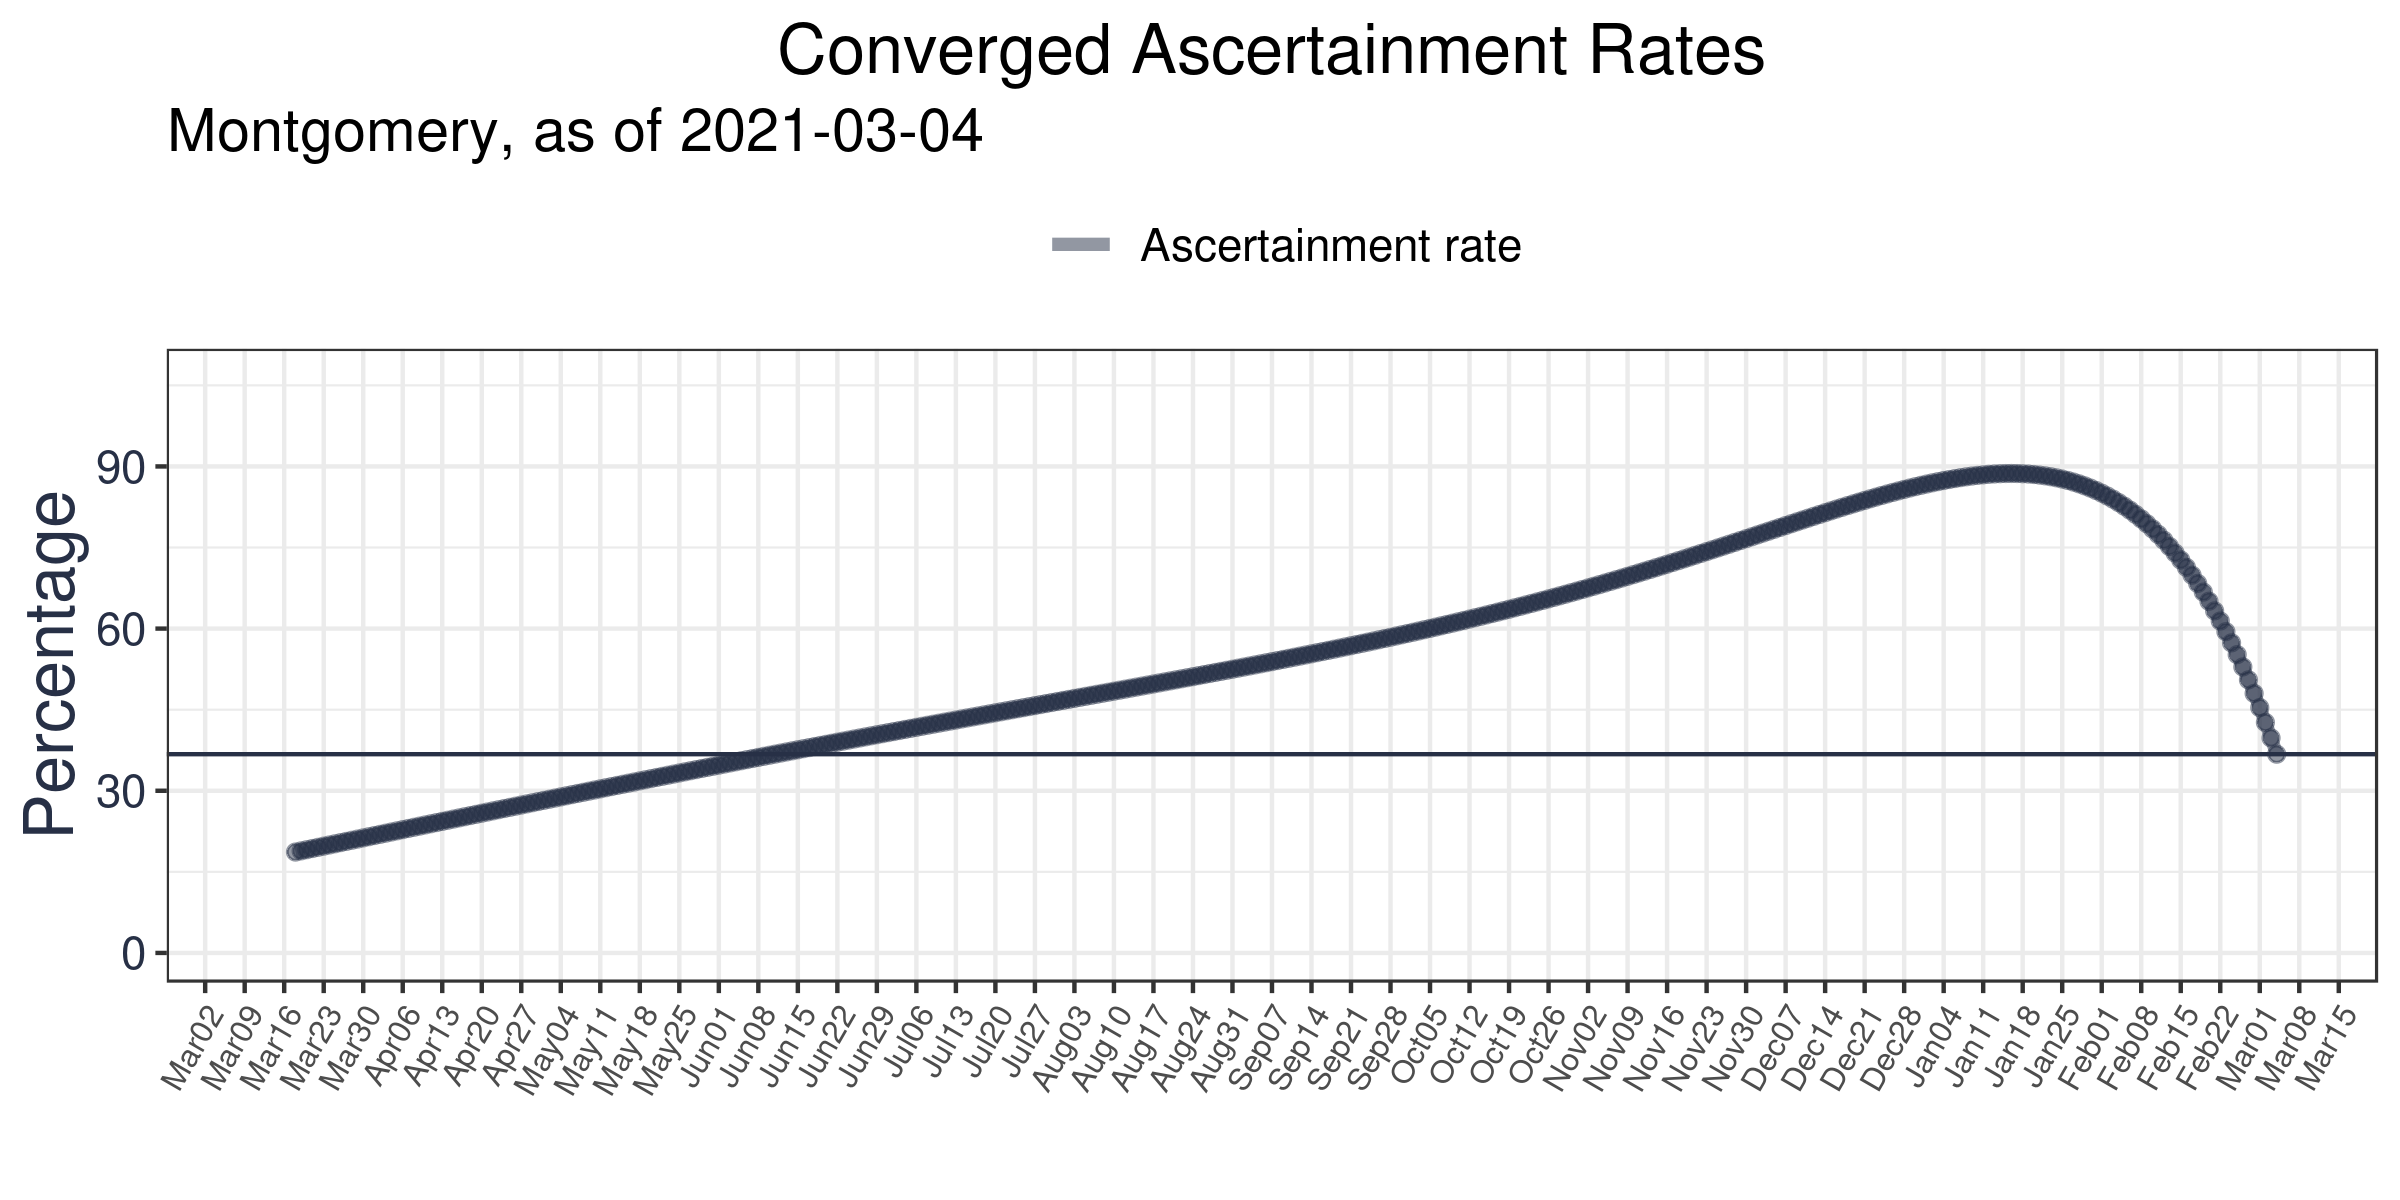 Converged Ascertainment Rates
Montgomery, as of 2021-03-04
Ascertainment rate
Percentage
90
60
30
0
Mar02 Mar09 Mar16 Mar23 Mar30 Apr06 Apr13 Apr20 Apr27 May04 May11 May18 May25 Jun01 Jun08 Jun15 Jun22 Jun29 Jul06 Jul13 Jul20 Jul27 Aug03 Aug10 Aug17 Aug24 Aug31 Sep07 Sep14 Sep21 Sep28 Oct05 Oct12 Oct19 Oct26 Nov02 Nov09 Nov16 Nov23 Nov30 Dec07 Dec14 Dec21 Dec28 Jan04 Jan11 Jan18 Jan25 Feb01 Feb08 Feb15 Feb22 Mar01 Mar08 Mar15